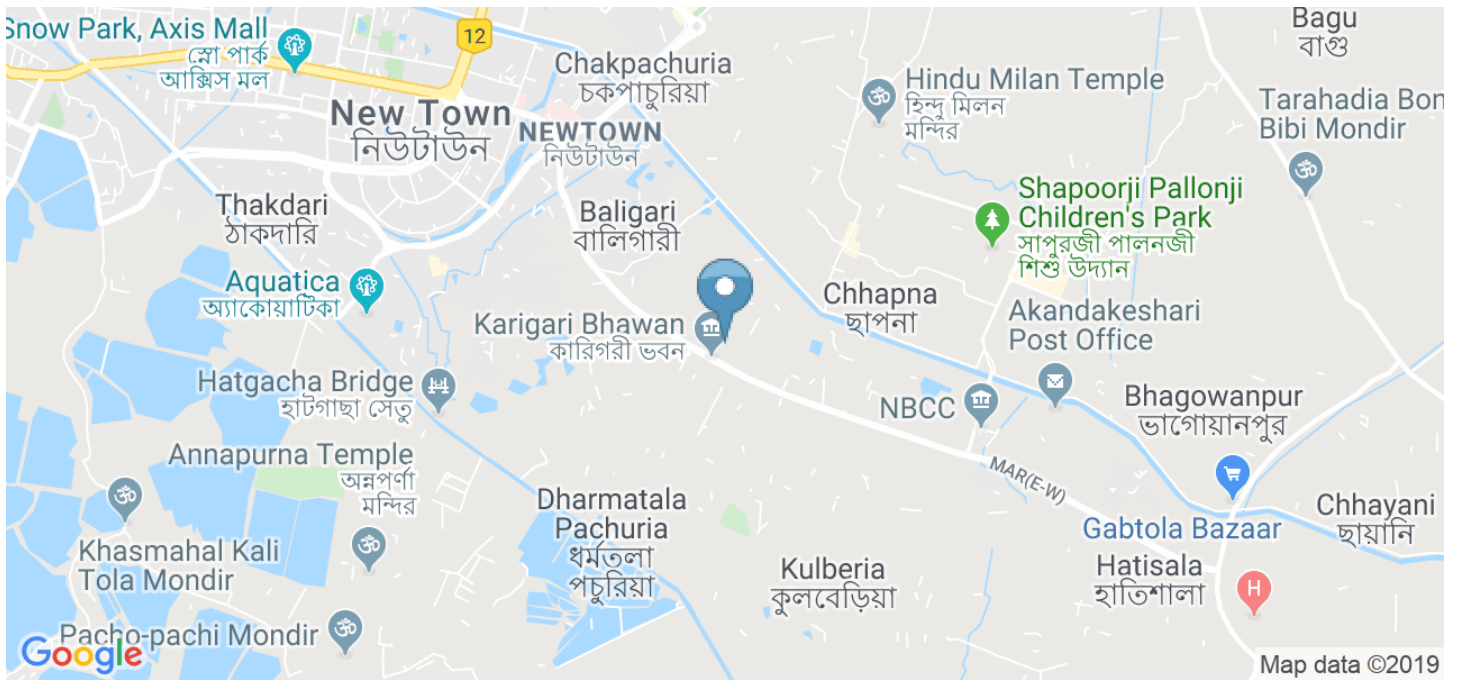 Snow Park, Axis Mall
স্নো পার্ক
আক্সিস মল
12
Chakpachuria
চকপাচুরিয়া
Bagu
বাগু
Hindu Milan Temple
হিন্দু মিলন
মন্দির
Tarahadia Bon
Bibi Mondir
New Town
নিউটাউন
NEWTOWN
নিউটাউন
Thakdari
ঠাকদারি
Baligari
বালিগারী
Shapoorji Pallonji
Children's Park
সাপুরজী পালনজী
শিশু উদ্যান
Aquatica
অ্যাকোয়াটিকা
Karigari Bhawan
কারিগরী ভবন
Chhapna
ছাপনা
Akandakeshari
Post Office
Hatgacha Bridge
হাটগাছা সেতু
NBCC
Bhagowanpur
ভাগোয়ানপুর
Annapurna Temple
অন্নপর্ণা
মন্দির
MAR(E-W)
Dharmatala
Pachuria
ধর্মতলা
পচুরিয়া
Gabtola Bazaar
Chhayani
ছায়ানি
Khasmahal Kali
Tola Mondir
Kulberia
কুলবেড়িয়া
Hatisala
হাতিশালা
H
Pacho-pachi Mondir
Google
Map data ©2019